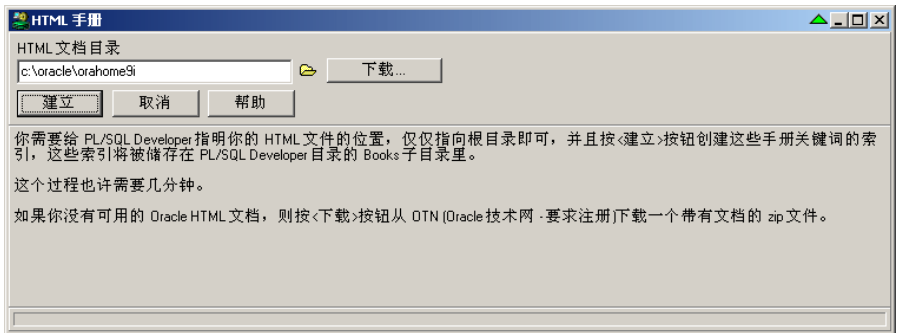 HTML 手册
HTML 文档目录
c:\oracle\orahome9i
下载...
建立 取消 帮助
你需要给 PL/SQL Developer 指明你的 HTML 文件的位置，仅仅指向根目录即可，并且按<建立>按钮创建这些手册关键词的索
引，这些索引将被储存在 PL/SQL Developer 目录的 Books 子目录里。
这个过程也许需要几分钟。
如果你没有可用的 Oracle HTML 文档，则按<下载>按钮从 OTN (Oracle 技术网 -要求注册)下载一个带有文档的 zip 文件。